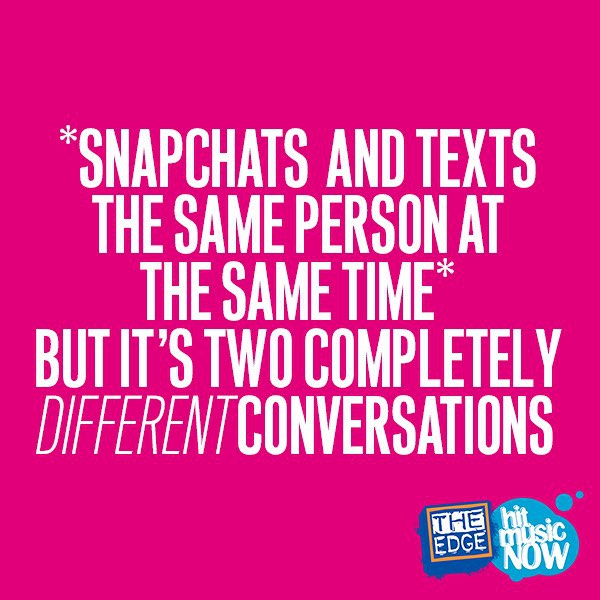 *SNAPCHATS AND TEXTS
THE SAME PERSON AT
THE SAME TIME*
BUT IT'S TWO COMPLETELY
DIFFERENT CONVERSATIONS
THE
EDGE
hit
music
NOW